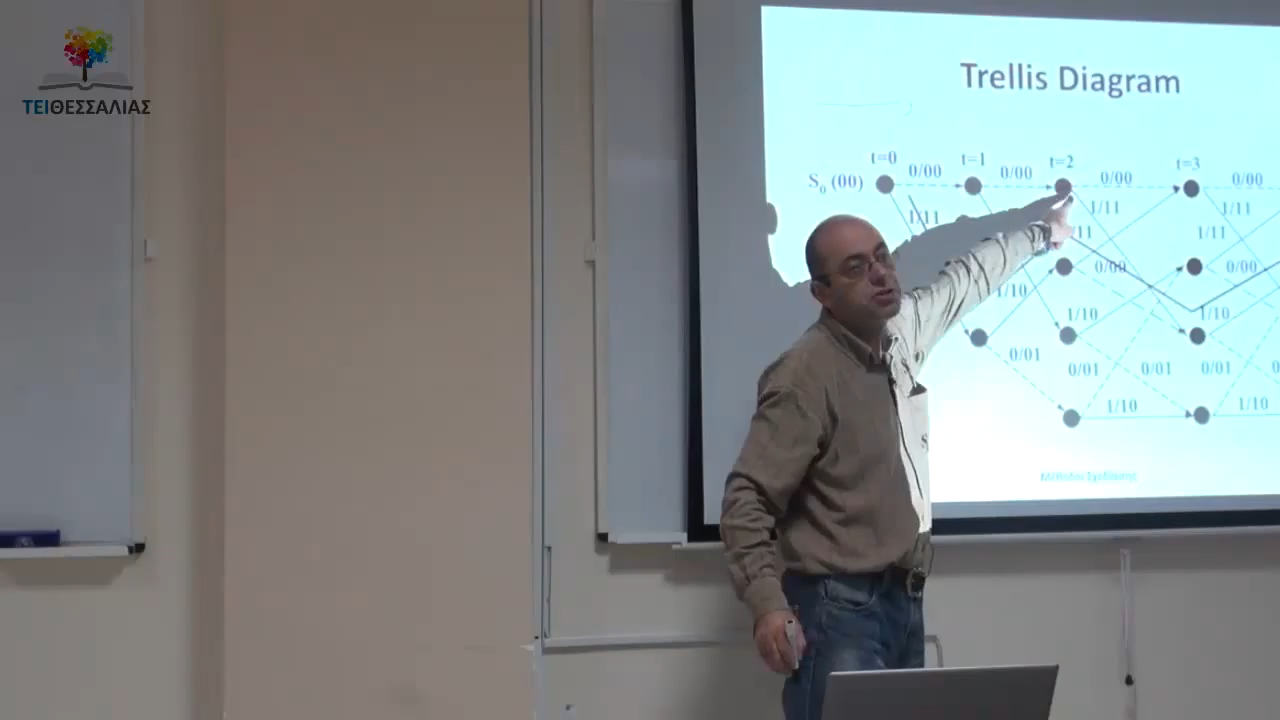 ΤΕΙΘΕΣΣΑΛΙΑΣ
Trellis Diagram
t=0 t=1 t=2 t=3
S0 (00) 0/00 0/00 0/00 0/00
1/11 1/11 1/11
11 1/11
0/00 0/00
1/10 1/10 1/10
0/01 0/01 0/01 0/01
1/10 1/10
Μέθοδοι Σχεδίασης